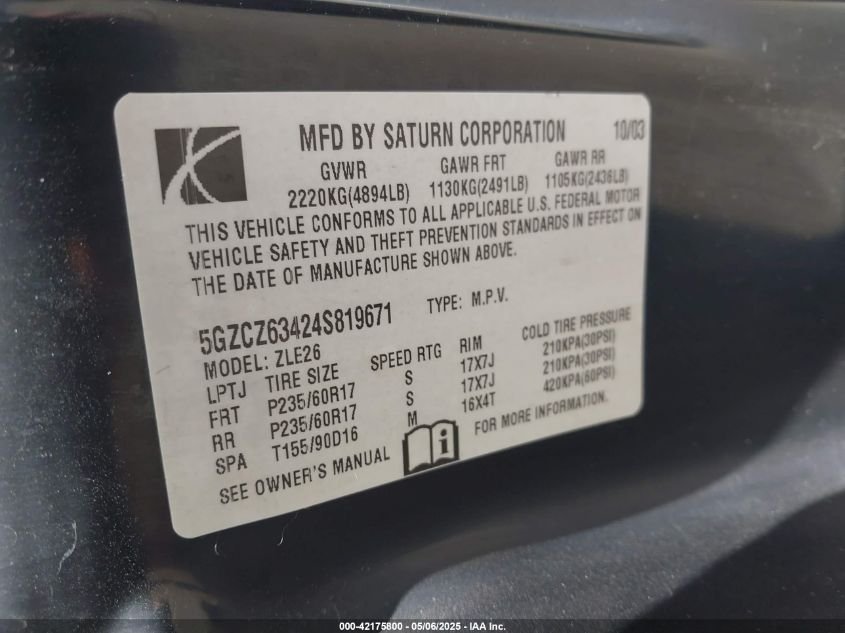 MFD BY SATURN CORPORATION 10/03
GVWR GAWR FRT GAWR RR
2220KG(4894LB) 1130KG(2491LB) 1105KG(2436LB)
THIS VEHICLE CONFORMS TO ALL APPLICABLE U.S. FEDERAL MOTOR
VEHICLE SAFETY AND THEFT PREVENTION STANDARDS IN EFFECT ON
THE DATE OF MANUFACTURE SHOWN ABOVE.
5GZCZ63424S819671 TYPE: M.P.V.
MODEL: ZLE26
LPTJ TIRE SIZE SPEED RTG RIM COLD TIRE PRESSURE
FRT P235/60R17 S 17X7J 210KPA(30PSI)
RR P235/60R17 S 17X7J 210KPA(30PSI)
SPA T155/90D16 M 16X4T 420KPA(60PSI)
SEE OWNER'S MANUAL i FOR MORE INFORMATION.
000-42175800 - 05/06/2025 - IAA Inc.